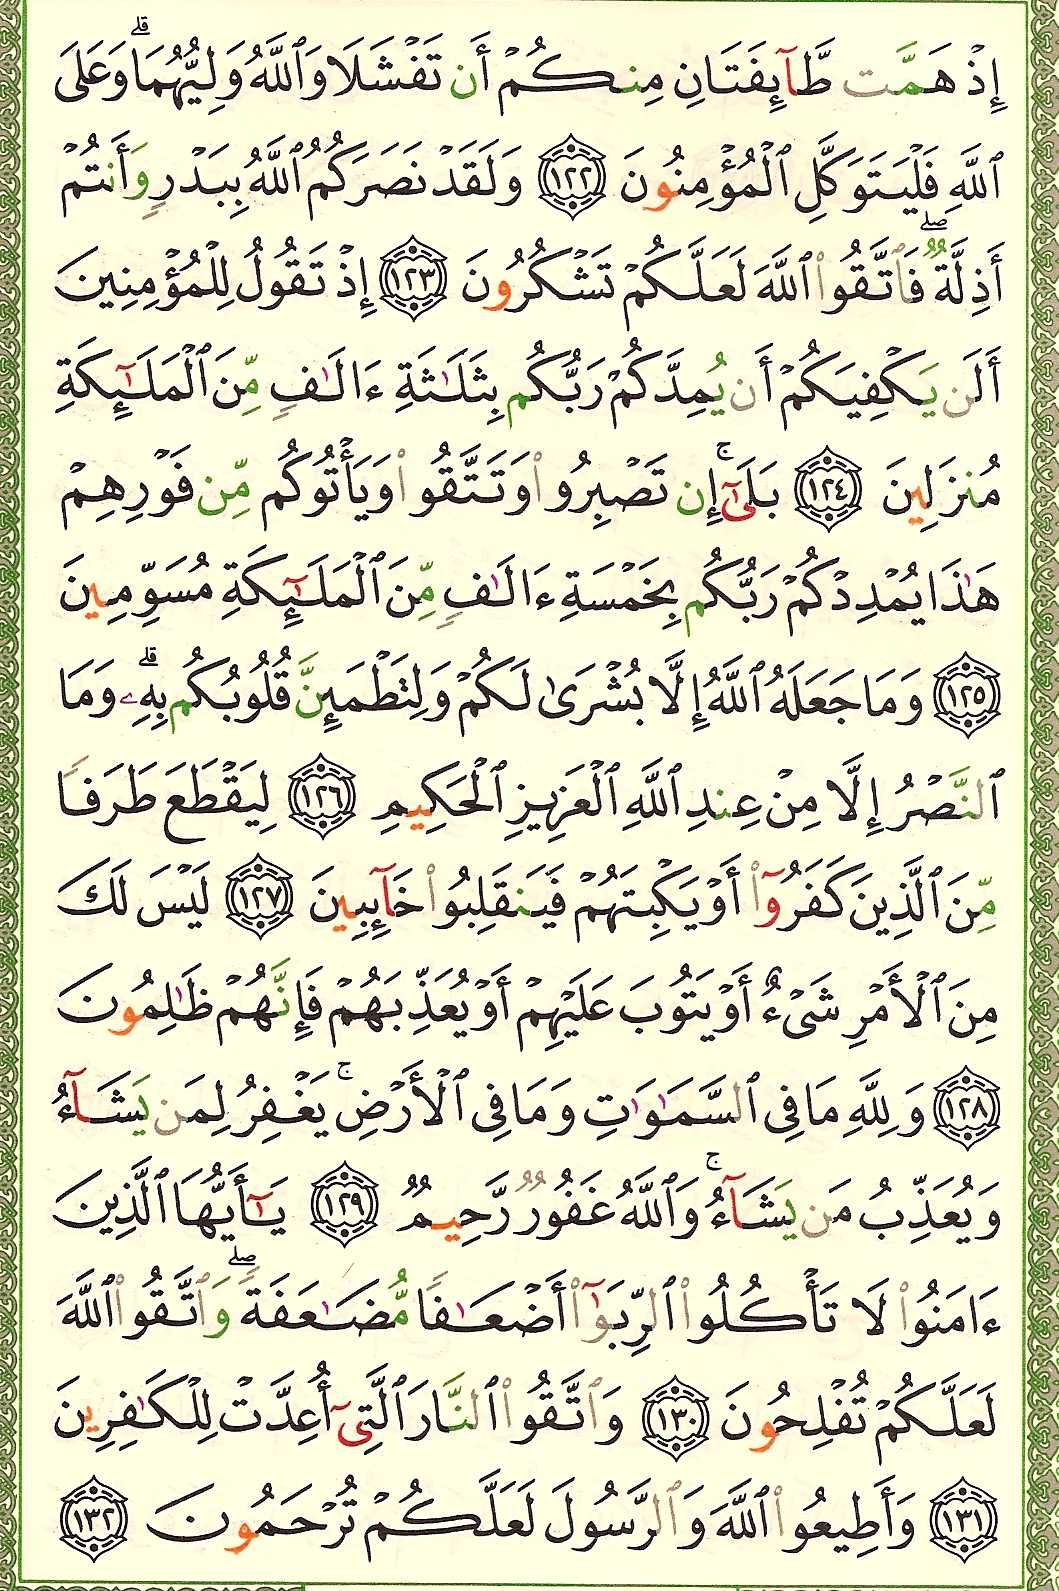 إِذْ هَمَّت طَّآئِفَتَانِ مِنكُمْ أَن تَفْشَلَا وَٱللَّهُ وَلِيُّهُمَا ۗ وَعَلَى
ٱللَّهِ فَلْيَتَوَكَّلِ ٱلْمُؤْمِنُونَ ١٢٢ وَلَقَدْ نَصَرَكُمُ ٱللَّهُ بِبَدْرٍ وَأَنتُمْ
أَذِلَّةٌ ۖ فَٱتَّقُوا۟ ٱللَّهَ لَعَلَّكُمْ تَشْكُرُونَ ١٢٣ إِذْ تَقُولُ لِلْمُؤْمِنِينَ
أَلَن يَكْفِيَكُمْ أَن يُمِدَّكُمْ رَبُّكُم بِثَلَـٰثَةِ ءَالَـٰفٍ مِّنَ ٱلْمَلَـٰٓئِكَةِ
مُنزَلِينَ ١٢٤ بَلَىٰٓ ۚ إِن تَصْبِرُوا۟ وَتَتَّقُوا۟ وَيَأْتُوكُم مِّن فَوْرِهِمْ
هَـٰذَا يُمْدِدْكُمْ رَبُّكُم بِخَمْسَةِ ءَالَـٰفٍ مِّنَ ٱلْمَلَـٰٓئِكَةِ مُسَوِّمِينَ
١٢٥ وَمَا جَعَلَهُ ٱللَّهُ إِلَّا بُشْرَىٰ لَكُمْ وَلِتَطْمَئِنَّ قُلُوبُكُم بِهِۦ ۗ وَمَا
ٱلنَّصْرُ إِلَّا مِنْ عِندِ ٱللَّهِ ٱلْعَزِيزِ ٱلْحَكِيمِ ١٢٦ لِيَقْطَعَ طَرَفًا
مِّنَ ٱلَّذِينَ كَفَرُوٓا۟ أَوْ يَكْبِتَهُمْ فَيَنقَلِبُوا۟ خَآئِبِينَ ١٢٧ لَيْسَ لَكَ
مِنَ ٱلْأَمْرِ شَىْءٌ أَوْ يَتُوبَ عَلَيْهِمْ أَوْ يُعَذِّبَهُمْ فَإِنَّهُمْ ظَـٰلِمُونَ
١٢٨ وَلِلَّهِ مَا فِى ٱلسَّمَـٰوَٰتِ وَمَا فِى ٱلْأَرْضِ ۚ يَغْفِرُ لِمَن يَشَآءُ
وَيُعَذِّبُ مَن يَشَآءُ ۚ وَٱللَّهُ غَفُورٌ رَّحِيمٌ ١٢٩ يَـٰٓأَيُّهَا ٱلَّذِينَ
ءَامَنُوا۟ لَا تَأْكُلُوا۟ ٱلرِّبَوٰٓا۟ أَضْعَـٰفًا مُّضَـٰعَفَةً ۖ وَٱتَّقُوا۟ ٱللَّهَ
لَعَلَّكُمْ تُفْلِحُونَ ١٣٠ وَٱتَّقُوا۟ ٱلنَّارَ ٱلَّتِىٓ أُعِدَّتْ لِلْكَـٰفِرِينَ
١٣١ وَأَطِيعُوا۟ ٱللَّهَ وَٱلرَّسُولَ لَعَلَّكُمْ تُرْحَمُونَ ١٣٢